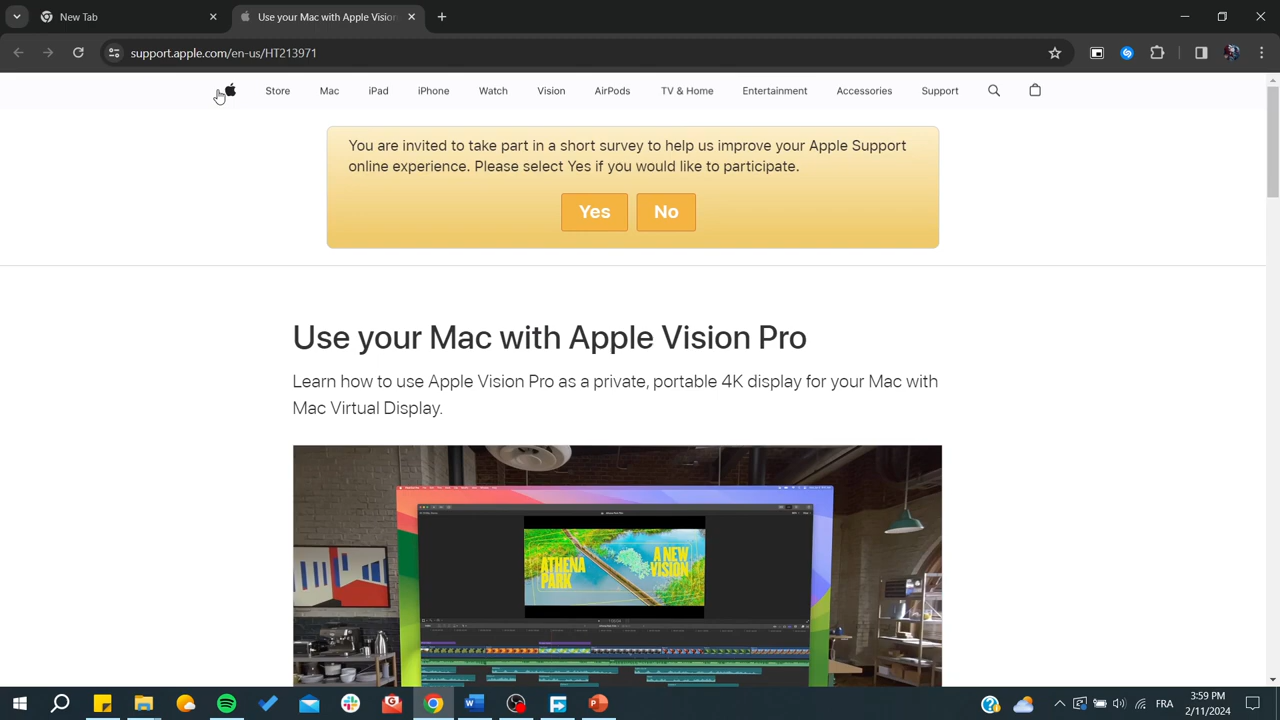 New Tab
Use your Mac with Apple Vision
support.apple.com/en-us/HT213971
Store Mac iPad iPhone Watch Vision AirPods TV & Home Entertainment Accessories Support
You are invited to take part in a short survey to help us improve your Apple Support
online experience. Please select Yes if you would like to participate.
Yes No
Use your Mac with Apple Vision Pro
Learn how to use Apple Vision Pro as a private, portable 4K display for your Mac with
Mac Virtual Display.
ATHENA
PARK
A NEW
VISION
3:59 PM
FRA
2/11/2024